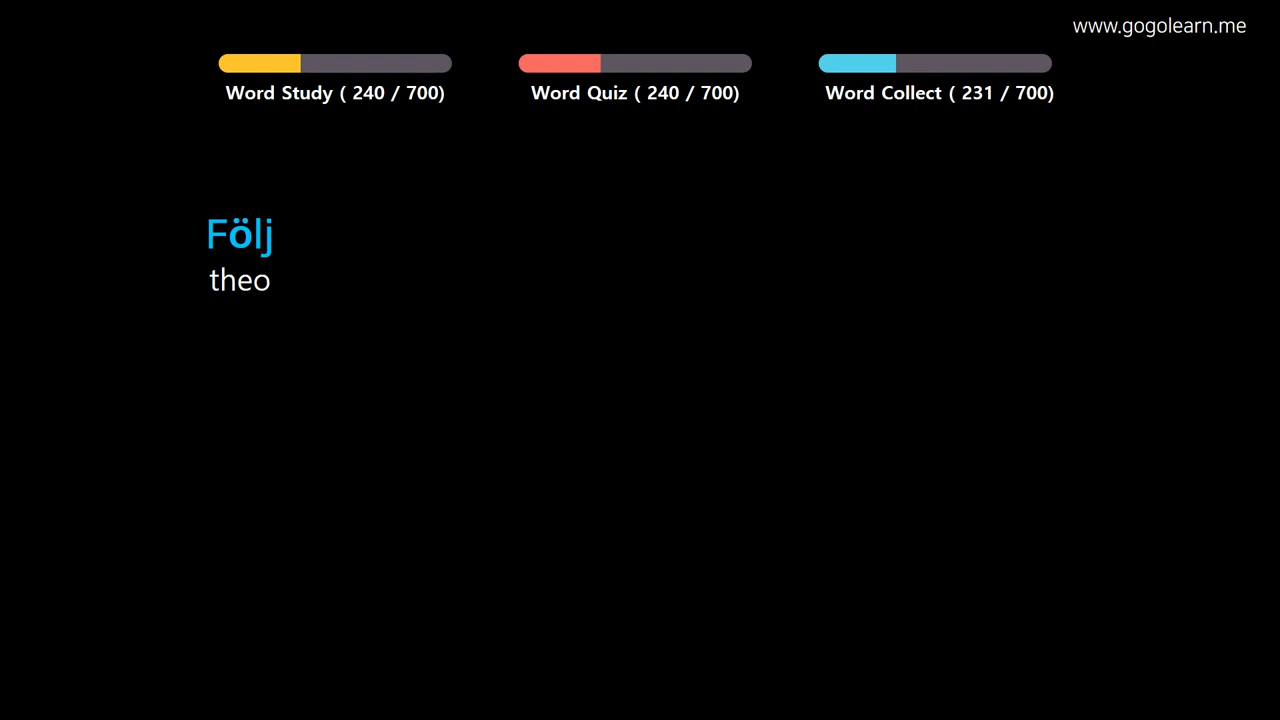 www.gogolearn.me
Word Study ( 240 / 700)
Word Quiz ( 240 / 700)
Word Collect ( 231 / 700)
Följ
theo